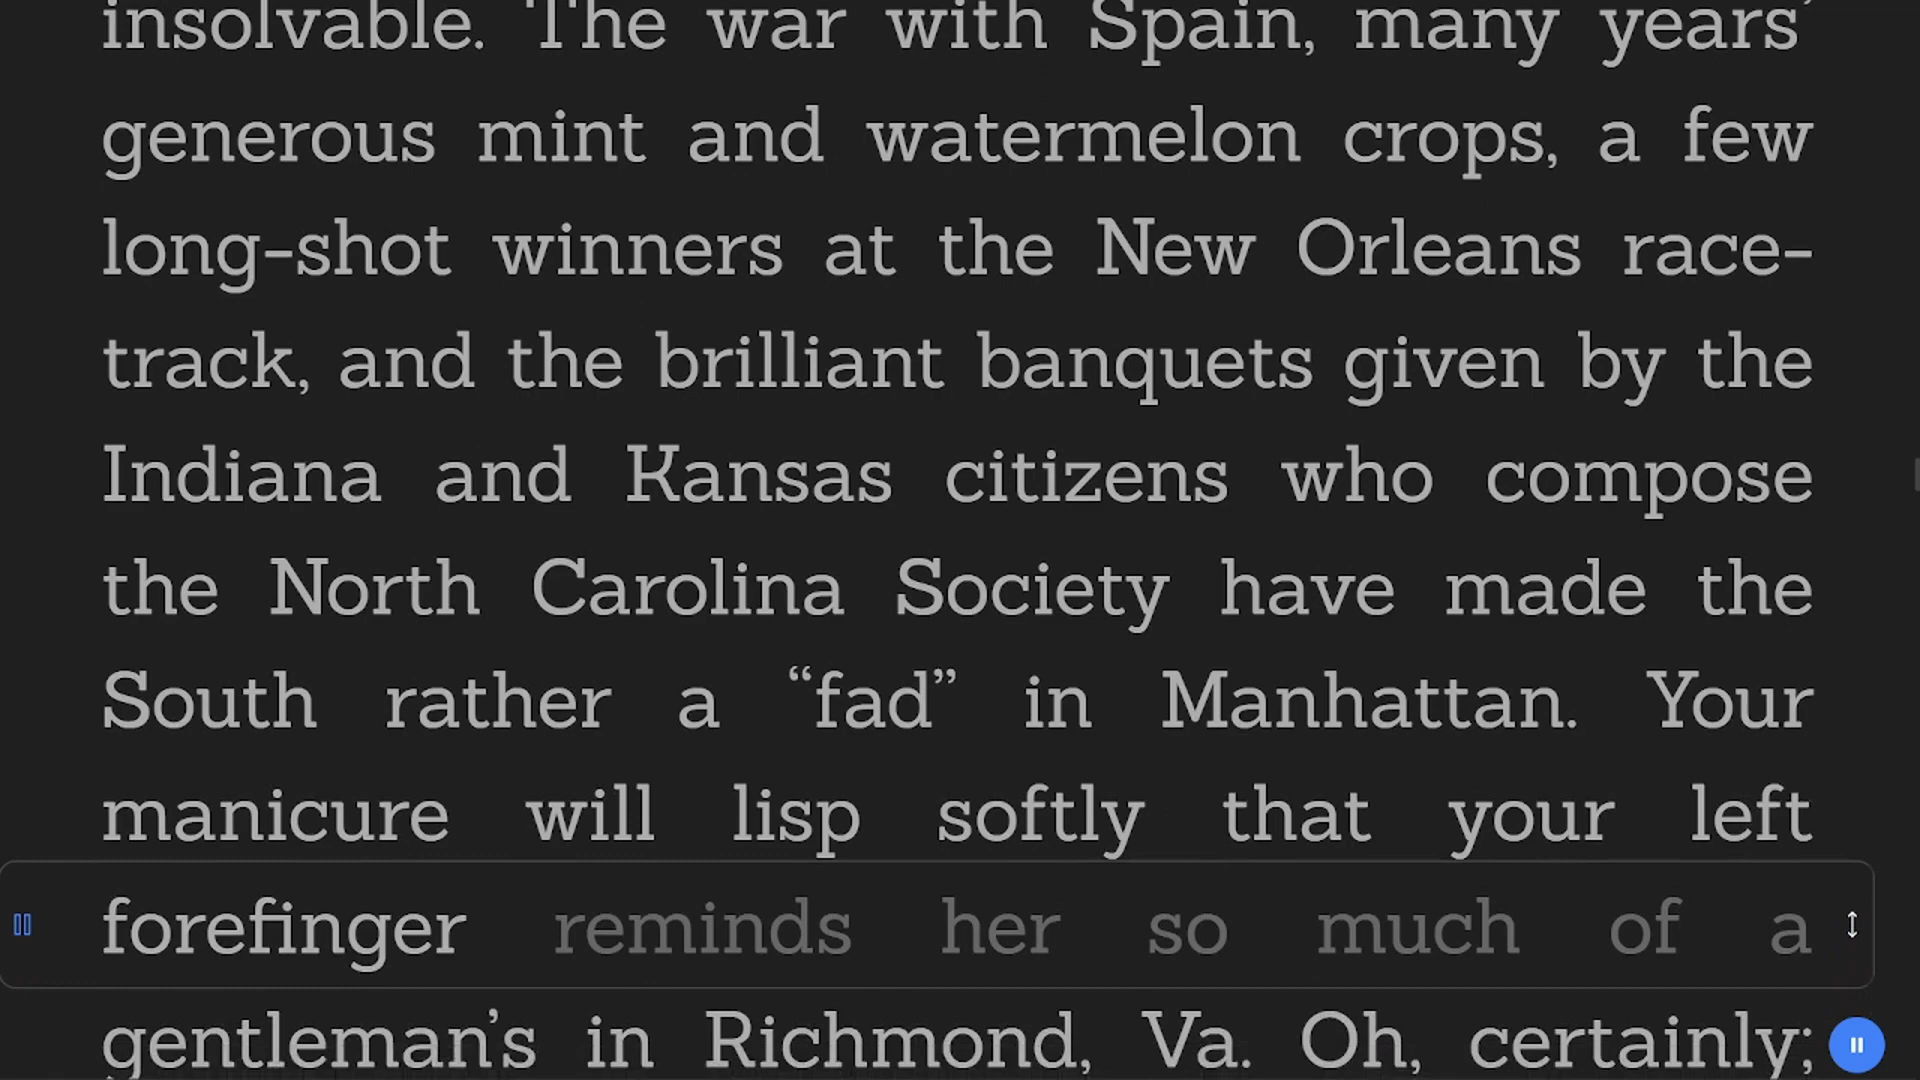 insolvable. The war with Spain, many years’
generous mint and watermelon crops, a few
long-shot winners at the New Orleans race-
track, and the brilliant banquets given by the
Indiana and Kansas citizens who compose
the North Carolina Society have made the
South rather a “fad” in Manhattan. Your
manicure will lisp softly that your left
forefinger reminds her so much of a
gentleman’s in Richmond, Va. Oh, certainly;